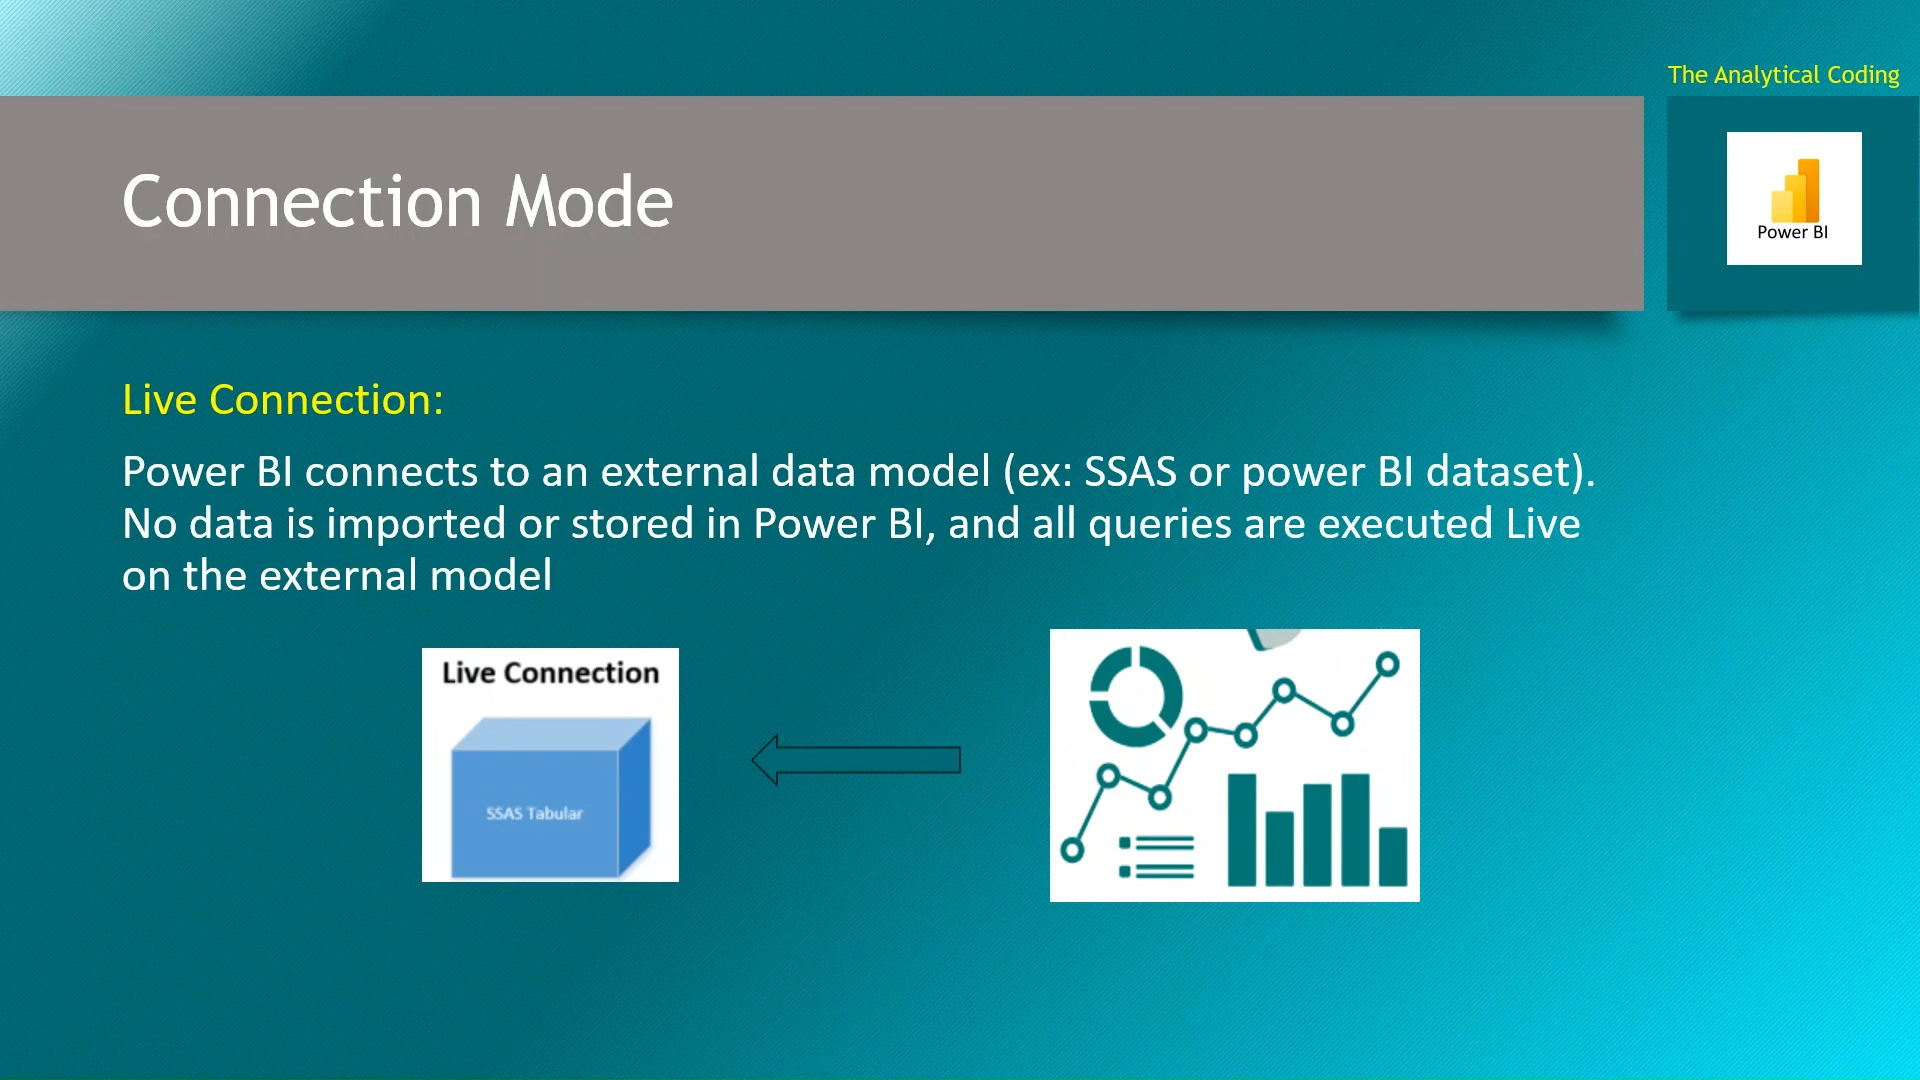 The Analytical Coding
Connection Mode
Power BI
Live Connection:
Power BI connects to an external data model (ex: SSAS or power BI dataset).
No data is imported or stored in Power BI, and all queries are executed Live
on the external model
Live Connection
SSAS Tabular